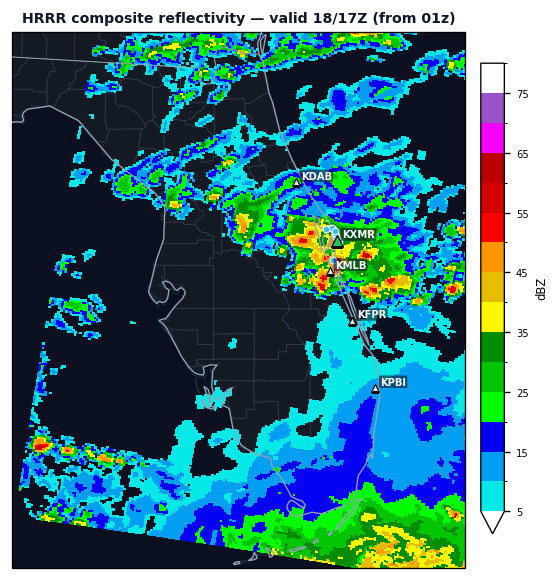 HRRR composite reflectivity — valid 18/17Z (from 01z)
KDAB
KXMR
KMLB
KFPR
KPBI
75
65
55
45
35
25
15
5
dBZ